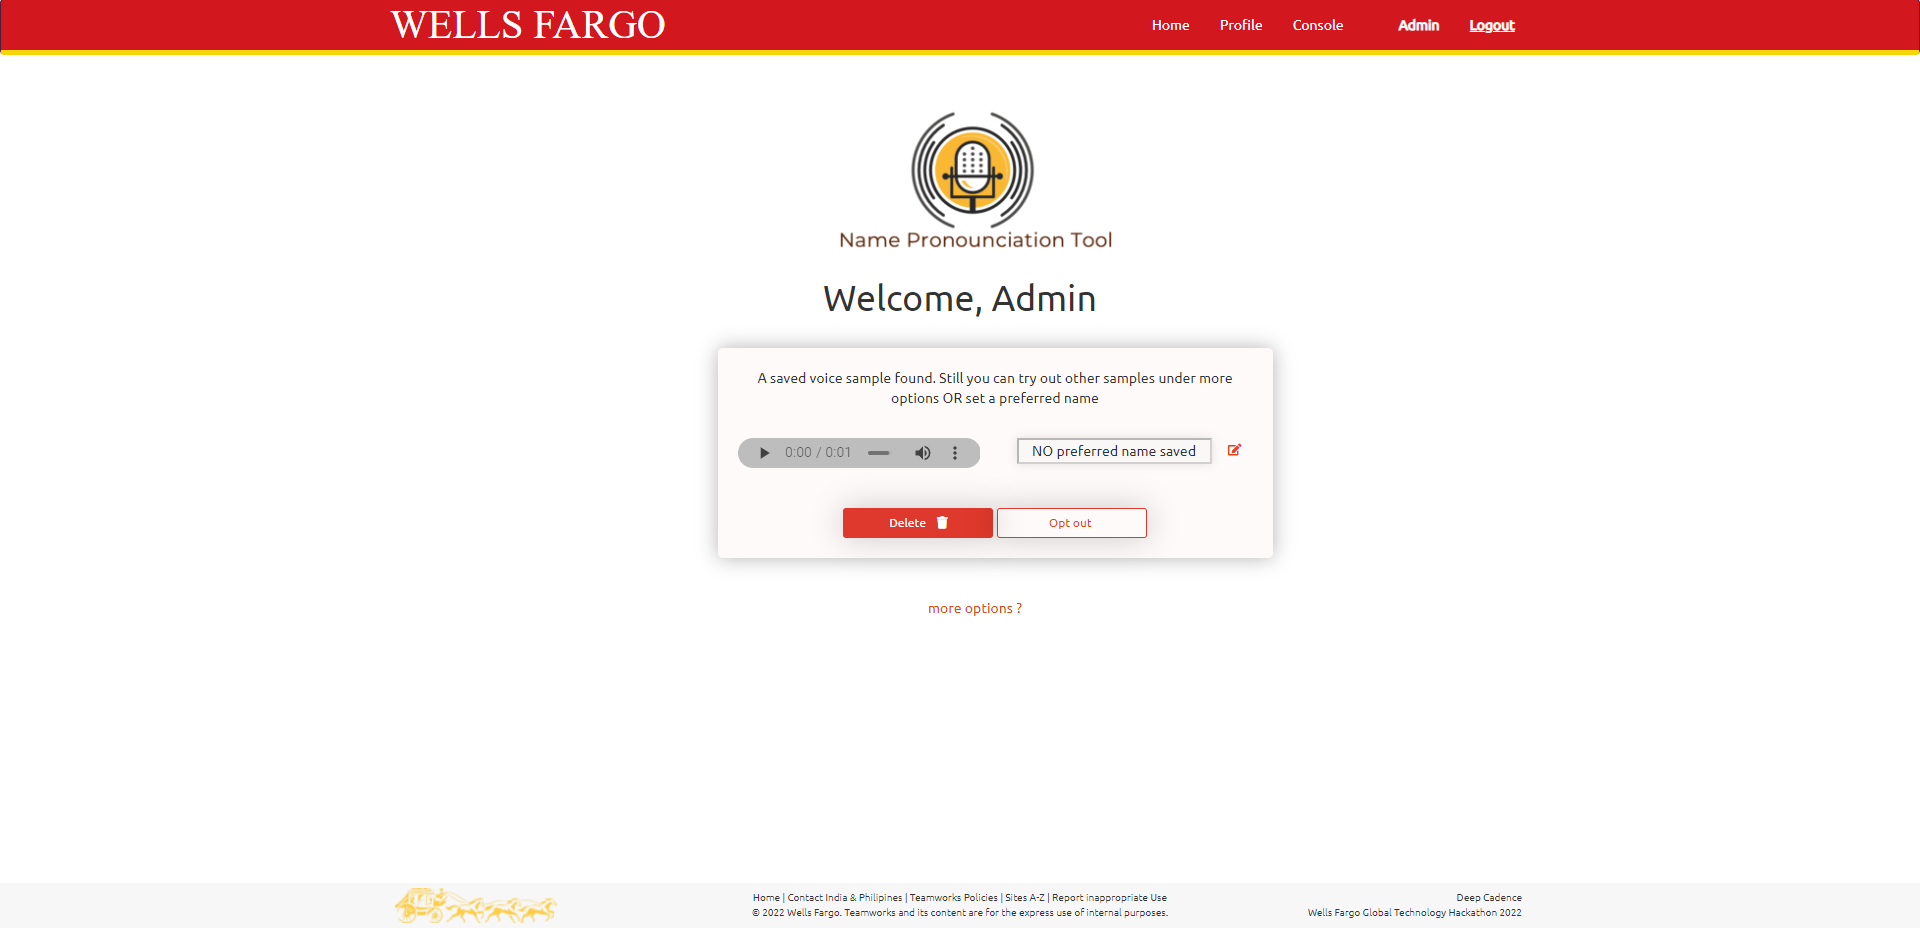 WELLS FARGO
Home Profile Console Admin Logout
Name Pronounciation Tool
Welcome, Admin
A saved voice sample found. Still you can try out other samples under more
options OR set a preferred name
0:00 / 0:01
NO preferred name saved
Delete
Opt out
more options ?
Home | Contact India & Philipines | Teamworks Policies | Sites A-Z | Report inappropriate Use
© 2022 Wells Fargo. Teamworks and its content are for the express use of internal purposes.
Deep Cadence
Wells Fargo Global Technology Hackathon 2022